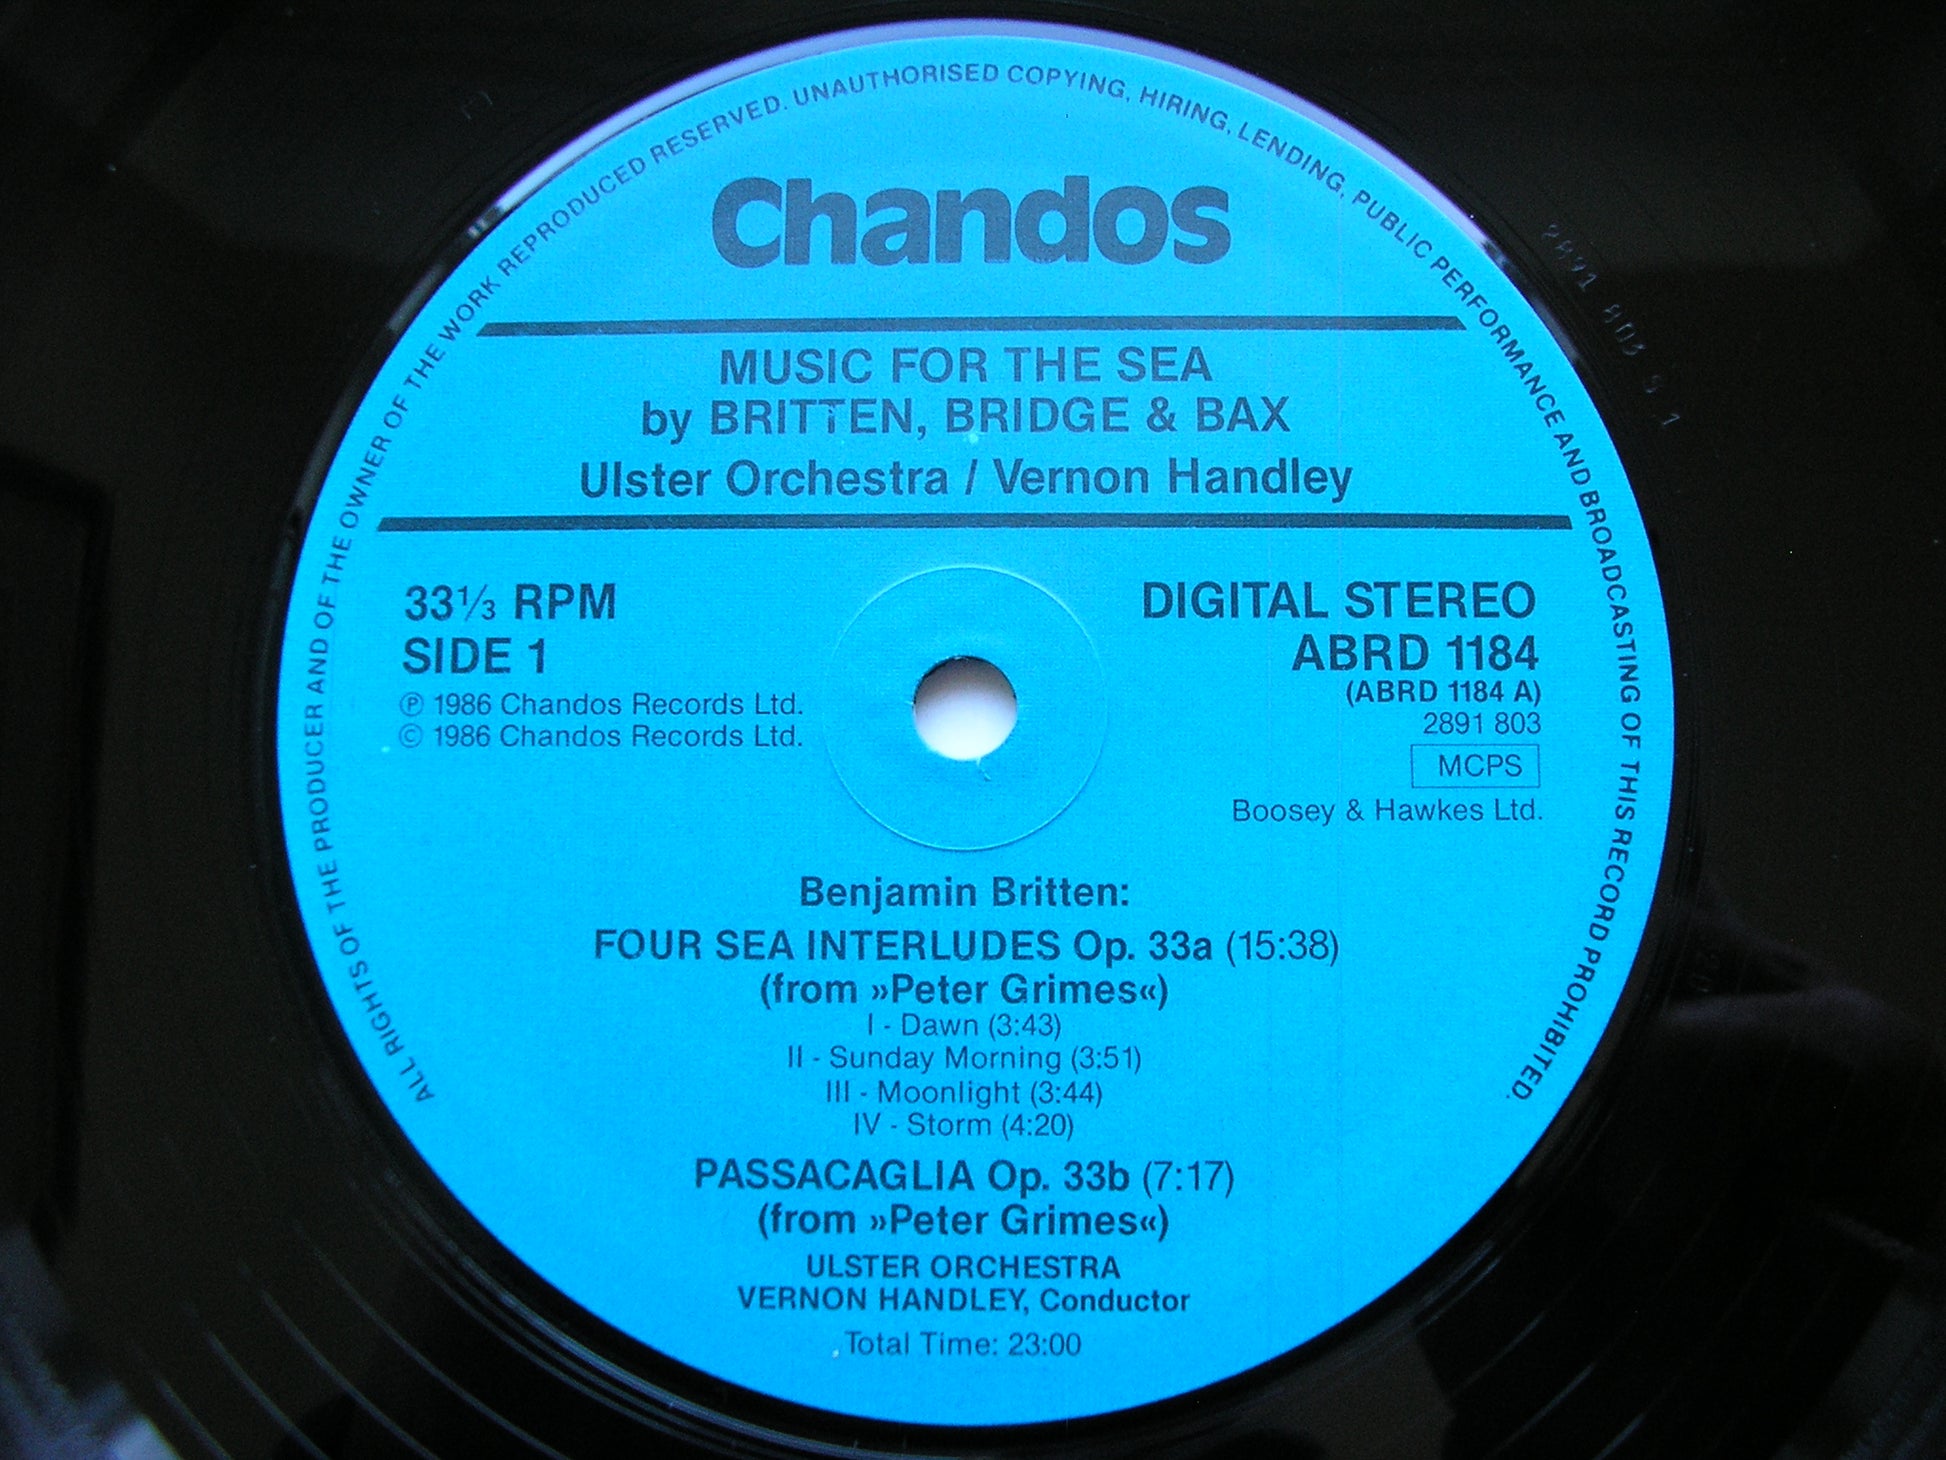 ALL RIGHTS OF THE PRODUCER AND OF THE OWNER OF THE WORK REPRODUCED RESERVED. UNAUTHORISED COPYING, HIRING, LENDING, PUBLIC PERFORMANCE AND BROADCASTING OF THIS RECORD PROHIBITED.
Chandos
MUSIC FOR THE SEA
by BRITTEN, BRIDGE & BAX
Ulster Orchestra / Vernon Handley
33⅓ RPM
SIDE 1
℗ 1986 Chandos Records Ltd.
© 1986 Chandos Records Ltd.
DIGITAL STEREO
ABRD 1184
(ABRD 1184 A)
2891 803
MCPS
Boosey & Hawkes Ltd.
Benjamin Britten:
FOUR SEA INTERLUDES Op. 33a (15:38)
(from »Peter Grimes«)
I - Dawn (3:43)
II - Sunday Morning (3:51)
III - Moonlight (3:44)
IV - Storm (4:20)
PASSACAGLIA Op. 33b (7:17)
(from »Peter Grimes«)
ULSTER ORCHESTRA
VERNON HANDLEY, Conductor
Total Time: 23:00